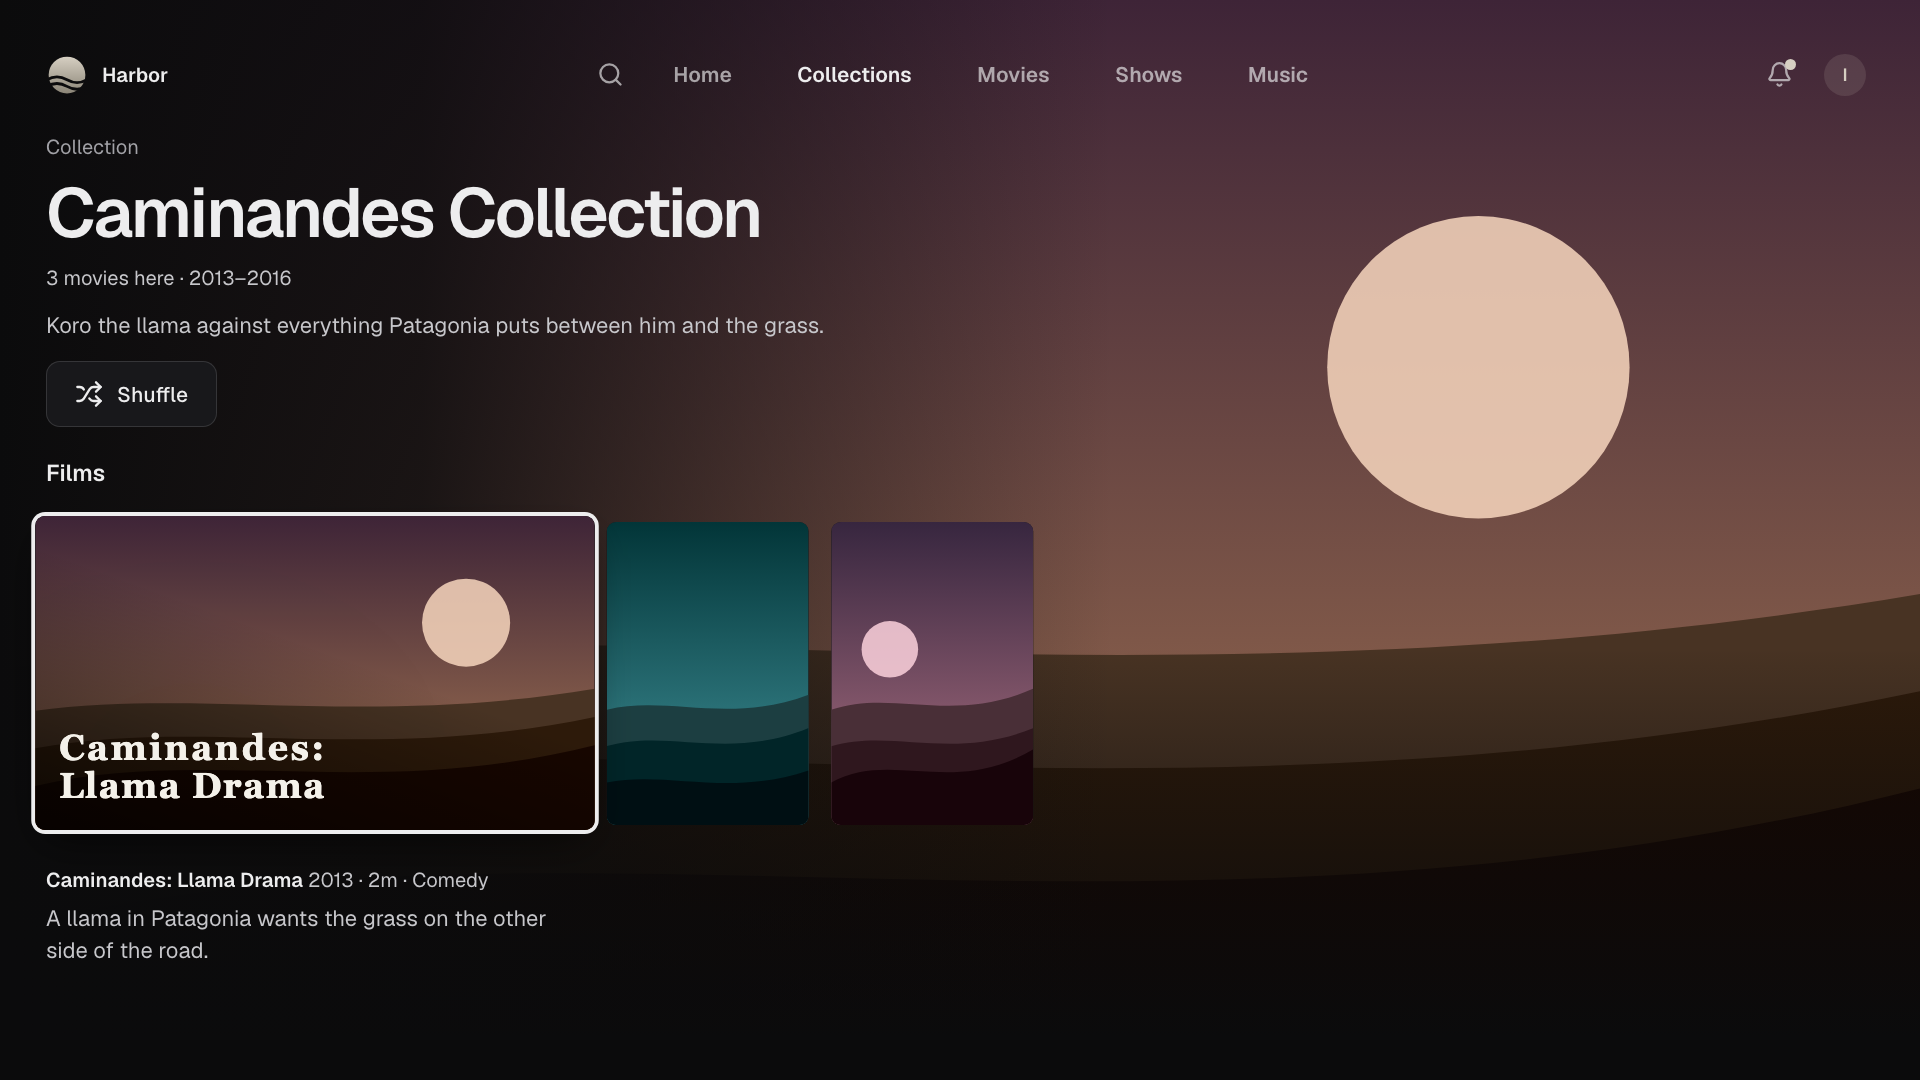 Harbor
Home
Collections
Movies
Shows
Music
I
Collection
Caminandes Collection
3 movies here · 2013–2016
Koro the llama against everything Patagonia puts between him and the grass.
Shuffle
Films
Caminandes:
Llama Drama
Caminandes: Llama Drama 2013 · 2m · Comedy
A llama in Patagonia wants the grass on the other
side of the road.